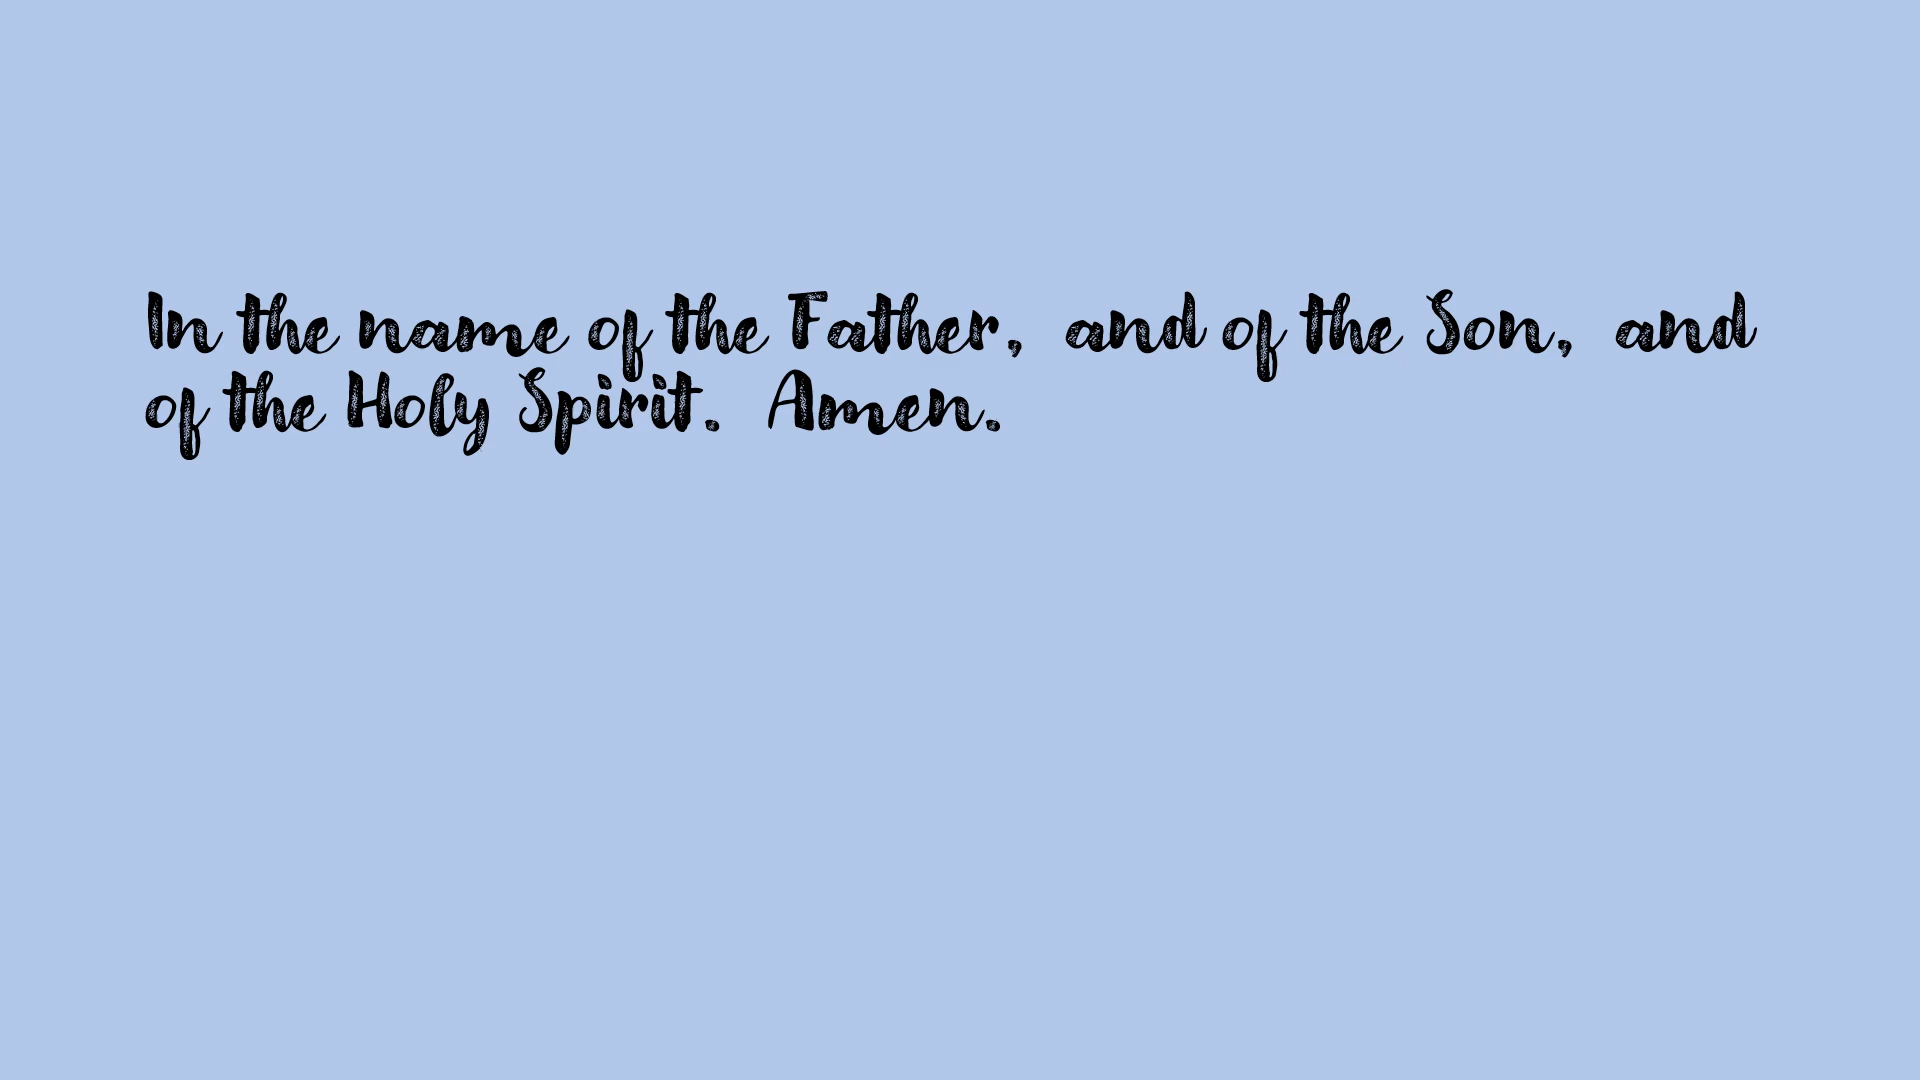 In the name of the Father, and of the Son, and
of the Holy Spirit. Amen.